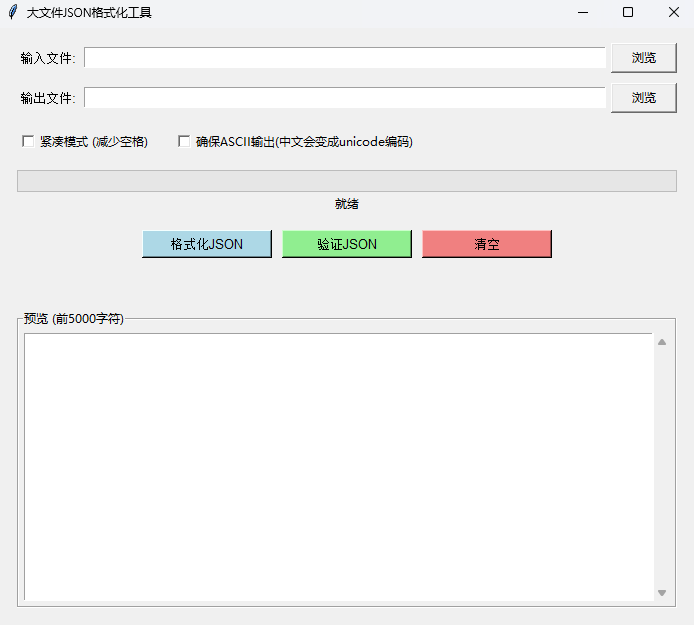 大文件JSON格式化工具
输入文件: 浏览
输出文件: 浏览
紧凑模式 (减少空格) 确保ASCII输出(中文会变成unicode编码)
就绪
格式化JSON 验证JSON 清空
预览 (前5000字符)